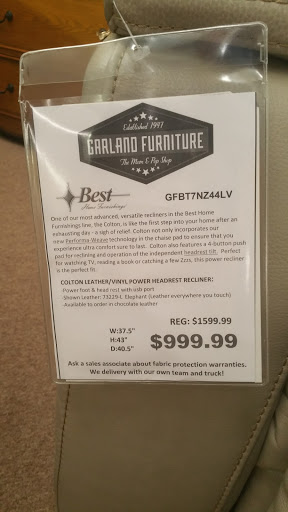 Established 1997
GARLAND FURNITURE
The Mom & Pop Shop
Best
Home Furnishings
GFBT7NZ44LV
One of our most advanced, versatile recliners in the Best Home
Furnishings line, the Colton, is like the first step into your home after an
exhausting day - a sigh of relief. Colton not only incorporates our
new Performa-Weave technology in the chaise pad to ensure that you
experience ultra comfort sure to last. Colton also features a 4-button push
pad for reclining and operation of the independent headrest tilt. Perfect
for watching TV, reading a book or catching a few Zzzs, this power recliner
is the perfect fit.
COLTON LEATHER/VINYL POWER HEADREST RECLINER:
Power foot & head rest with usb port
Shown Leather: 73229-L Elephant (Leather everywhere you touch)
Available to order in chocolate leather
REG: $1599.99
W:37.5"
H:43"
D:40.5"
$999.99
Ask a sales associate about fabric protection warranties.
We delivery with our own team and truck!